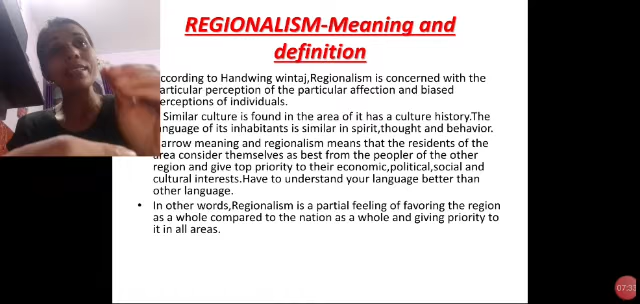 REGIONALISM-Meaning and
definition
ccording to Handwing wintaj,Regionalism is concerned with the
articular perception of the particular affection and biased
erceptions of individuals.
Similar culture is found in the area of it has a culture history.The
anguage of its inhabitants is similar in spirit,thought and behavior.
arrow meaning and regionalism means that the residents of the
area consider themselves as best from the peopler of the other
region and give top priority to their economic,political,social and
cultural interests.Have to understand your language better than
other language.
• In other words,Regionalism is a partial feeling of favoring the region
as a whole compared to the nation as a whole and giving priority to
it in all areas.